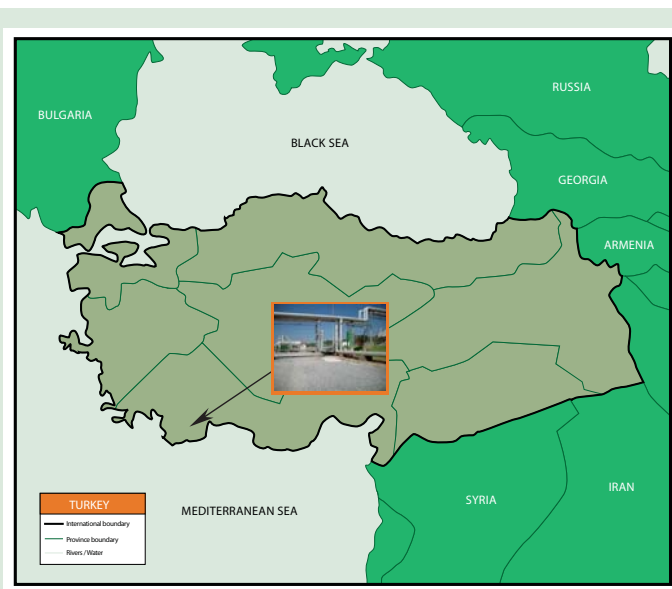 RUSSIA
BULGARIA
BLACK SEA
GEORGIA
ARMENIA
IRAN
SYRIA
MEDITERRANEAN SEA
TURKEY
International boundary
Province boundary
Rivers / Water